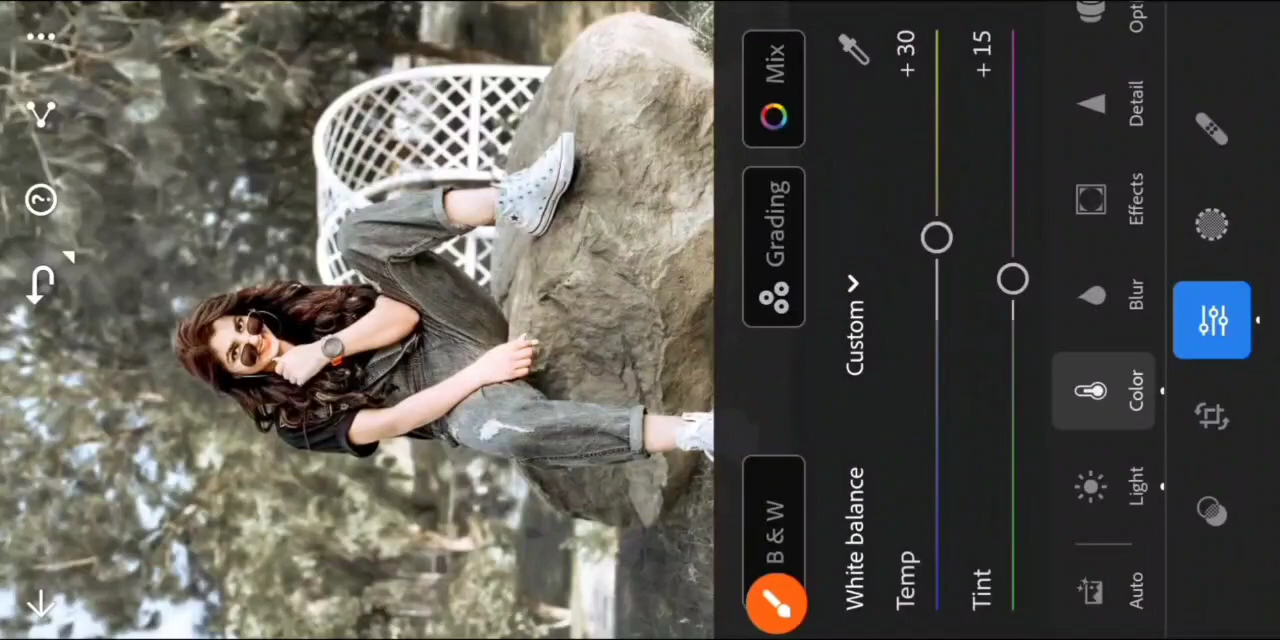 B & W
Grading
Mix
White balance
Custom
Temp
+ 30
Tint
+ 15
Auto
Light
Color
Blur
Effects
Detail
Opt